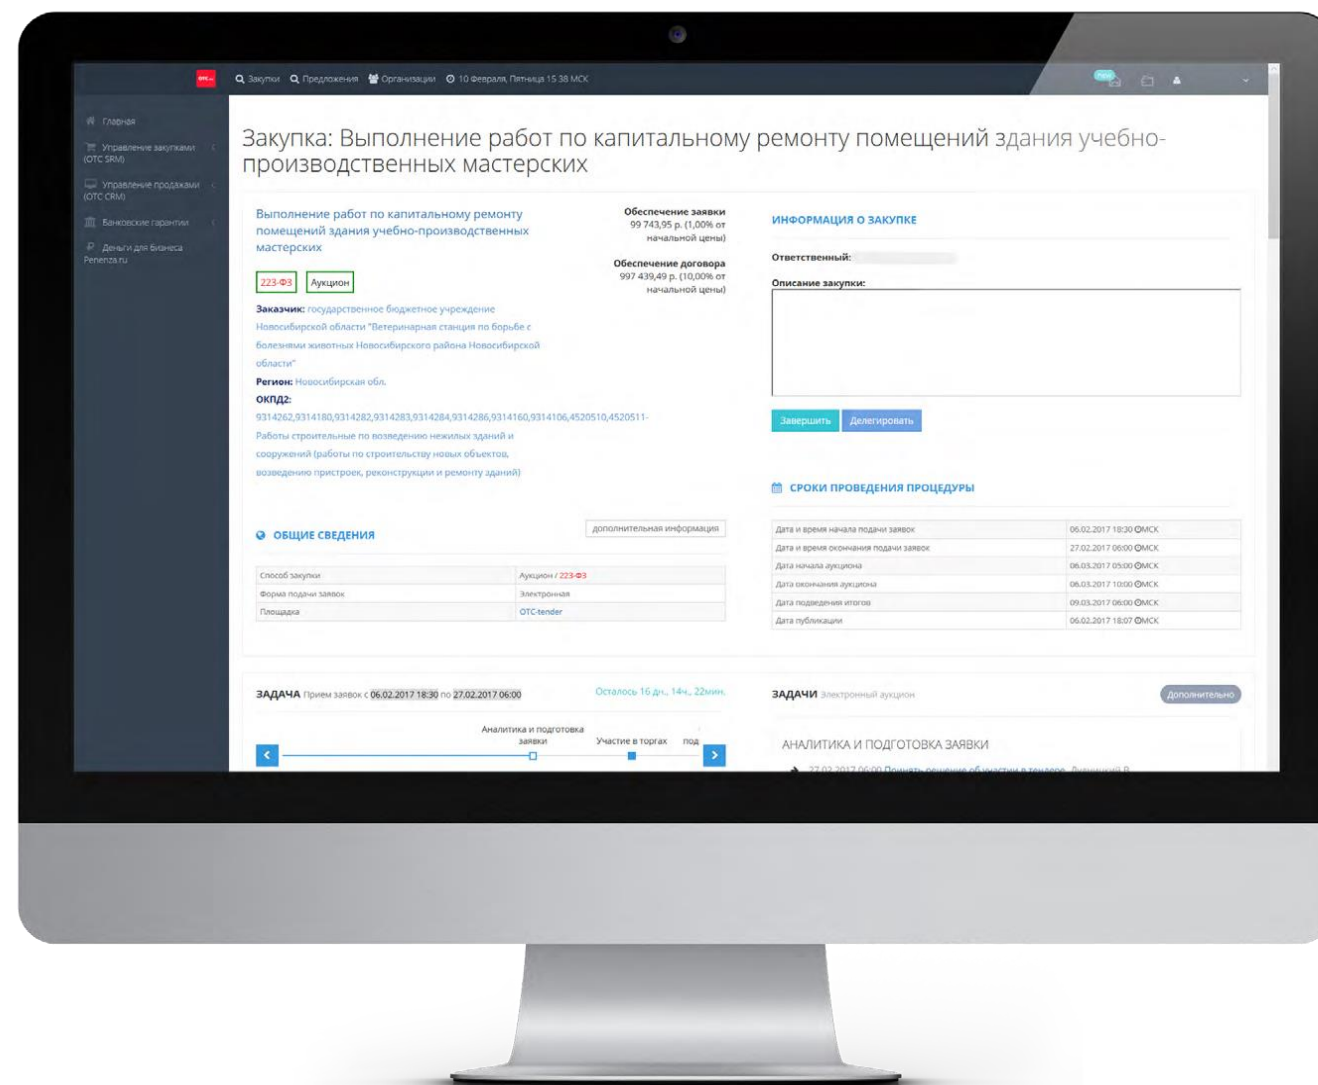 отс
Закупки Предложения Организации 10 Февраля, Пятница 15:38 МСК
new
Главная
Управление закупками
(ОТС SRM)
Управление продажами
(ОТС CRM)
Банковские гарантии
Деньги для бизнеса
Penenza.ru
Закупка: Выполнение работ по капитальному ремонту помещений здания учебно-
производственных мастерских
Выполнение работ по капитальному ремонту
помещений здания учебно-производственных
мастерских
223-ФЗ Аукцион
Обеспечение заявки
99 743,95 р. (1,00% от
начальной цены)
Обеспечение договора
997 439,49 р. (10,00% от
начальной цены)
Заказчик: государственное бюджетное учреждение
Новосибирской области "Ветеринарная станция по борьбе с
болезнями животных Новосибирского района Новосибирской
области"
Регион: Новосибирская обл.
ОКПД2:
9314262,9314180,9314282,9314283,9314284,9314286,9314160,9314106,4520510,4520511-
Работы строительные по возведению нежилых зданий и
сооружений (работы по строительству новых объектов,
возведению пристроек, реконструкции и ремонту зданий)
ИНФОРМАЦИЯ О ЗАКУПКЕ
Ответственный:
Описание закупки:
Завершить Делегировать
ОБЩИЕ СВЕДЕНИЯ дополнительная информация
Способ закупки Аукцион / 223-ФЗ
Форма подачи заявок Электронная
Площадка OTC-tender
СРОКИ ПРОВЕДЕНИЯ ПРОЦЕДУРЫ
Дата и время начала подачи заявок 06.02.2017 18:30 МСК
Дата и время окончания подачи заявок 27.02.2017 06:00 МСК
Дата начала аукциона 06.03.2017 05:00 МСК
Дата окончания аукциона 06.03.2017 10:00 МСК
Дата подведения итогов 09.03.2017 06:00 МСК
Дата публикации 06.02.2017 18:07 МСК
ЗАДАЧА Прием заявок с 06.02.2017 18:30 по 27.02.2017 06:00 Осталось 16 дн., 14ч., 22мин.
Аналитика и подготовка
заявки Участие в торгах под
ЗАДАЧИ Электронный аукцион Дополнительно
АНАЛИТИКА И ПОДГОТОВКА ЗАЯВКИ
06:00 Принять решение об участии в тендере